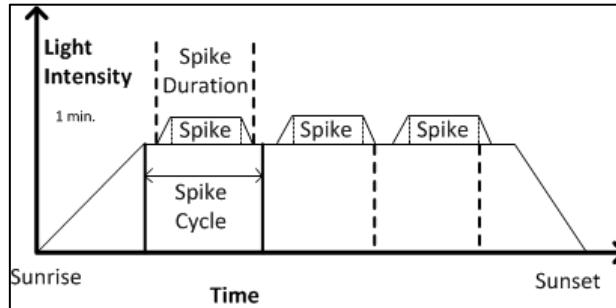 Light
Intensity
1 min.
Spike
Duration
Spike
Spike
Spike
Spike
Cycle
Sunrise
Time
Sunset